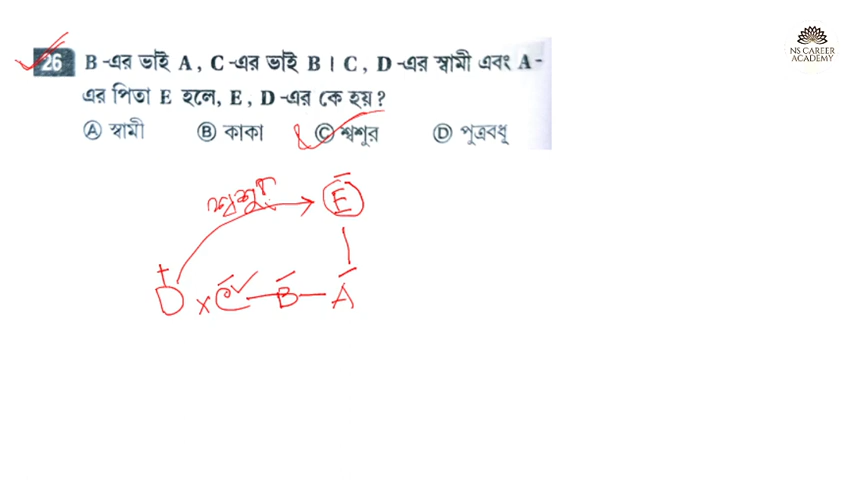 NS CAREER
ACADEMY
26 B-এর ভাই A, C-এর ভাই B। C, D-এর স্বামী এবং A-
এর পিতা E হলে, E, D-এর কে হয়?
A স্বামী B কাকা C শ্বশুর D পুত্রবধূ
শ্বশুর E
D × C — B — A